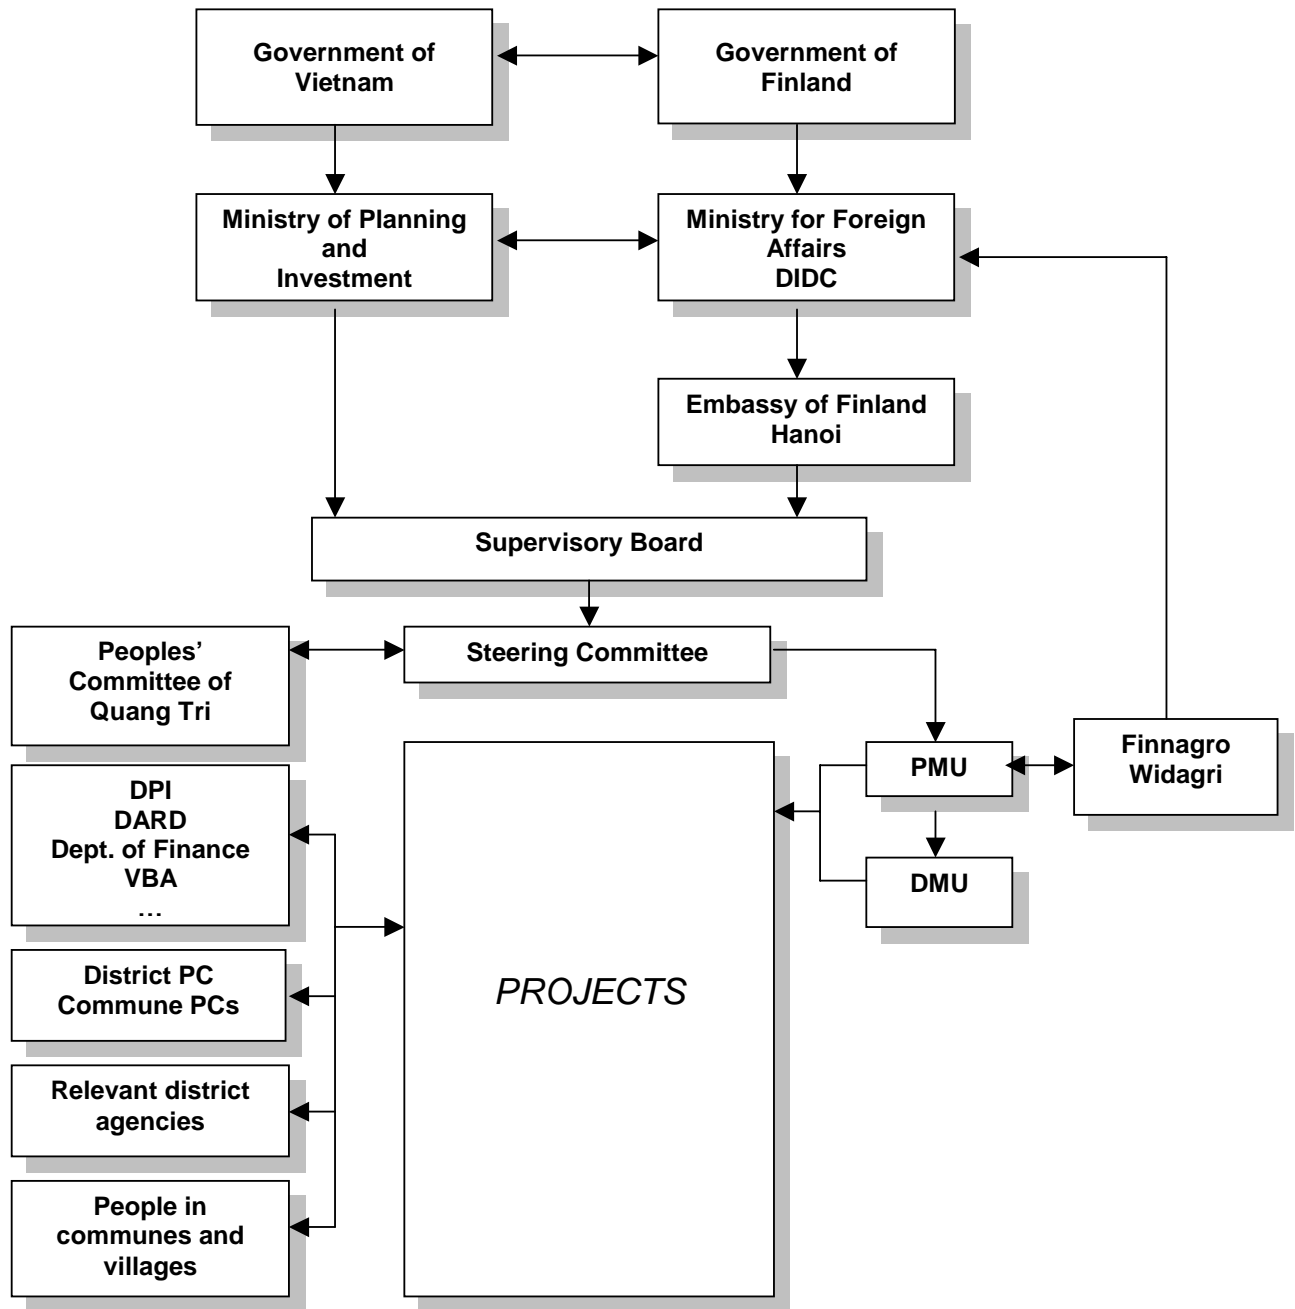 Government of
Vietnam
Government of
Finland
Ministry of Planning
and
Investment
Ministry for Foreign
Affairs
DIDC
Embassy of Finland
Hanoi
Supervisory Board
Peoples’
Committee of
Quang Tri
Steering Committee
PMU
Finnagro
Widagri
DPI
DARD
Dept. of Finance
VBA
…
DMU
District PC
Commune PCs
PROJECTS
Relevant district
agencies
People in
communes and
villages